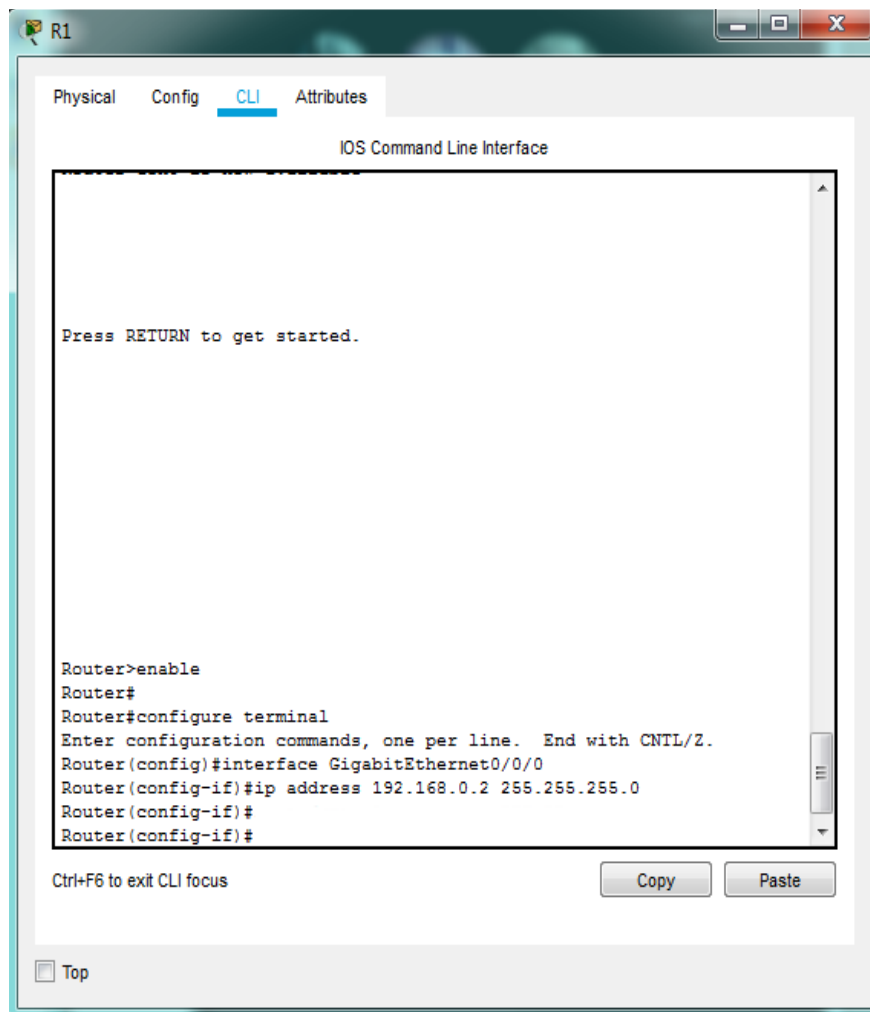 R1
Physical Config CLI Attributes
IOS Command Line Interface
Press RETURN to get started.
Router>enable
Router#
Router#configure terminal
Enter configuration commands, one per line.  End with CNTL/Z.
Router(config)#interface GigabitEthernet0/0/0
Router(config-if)#ip address 192.168.0.2 255.255.255.0
Router(config-if)#
Router(config-if)#
Ctrl+F6 to exit CLI focus
Copy Paste
Top